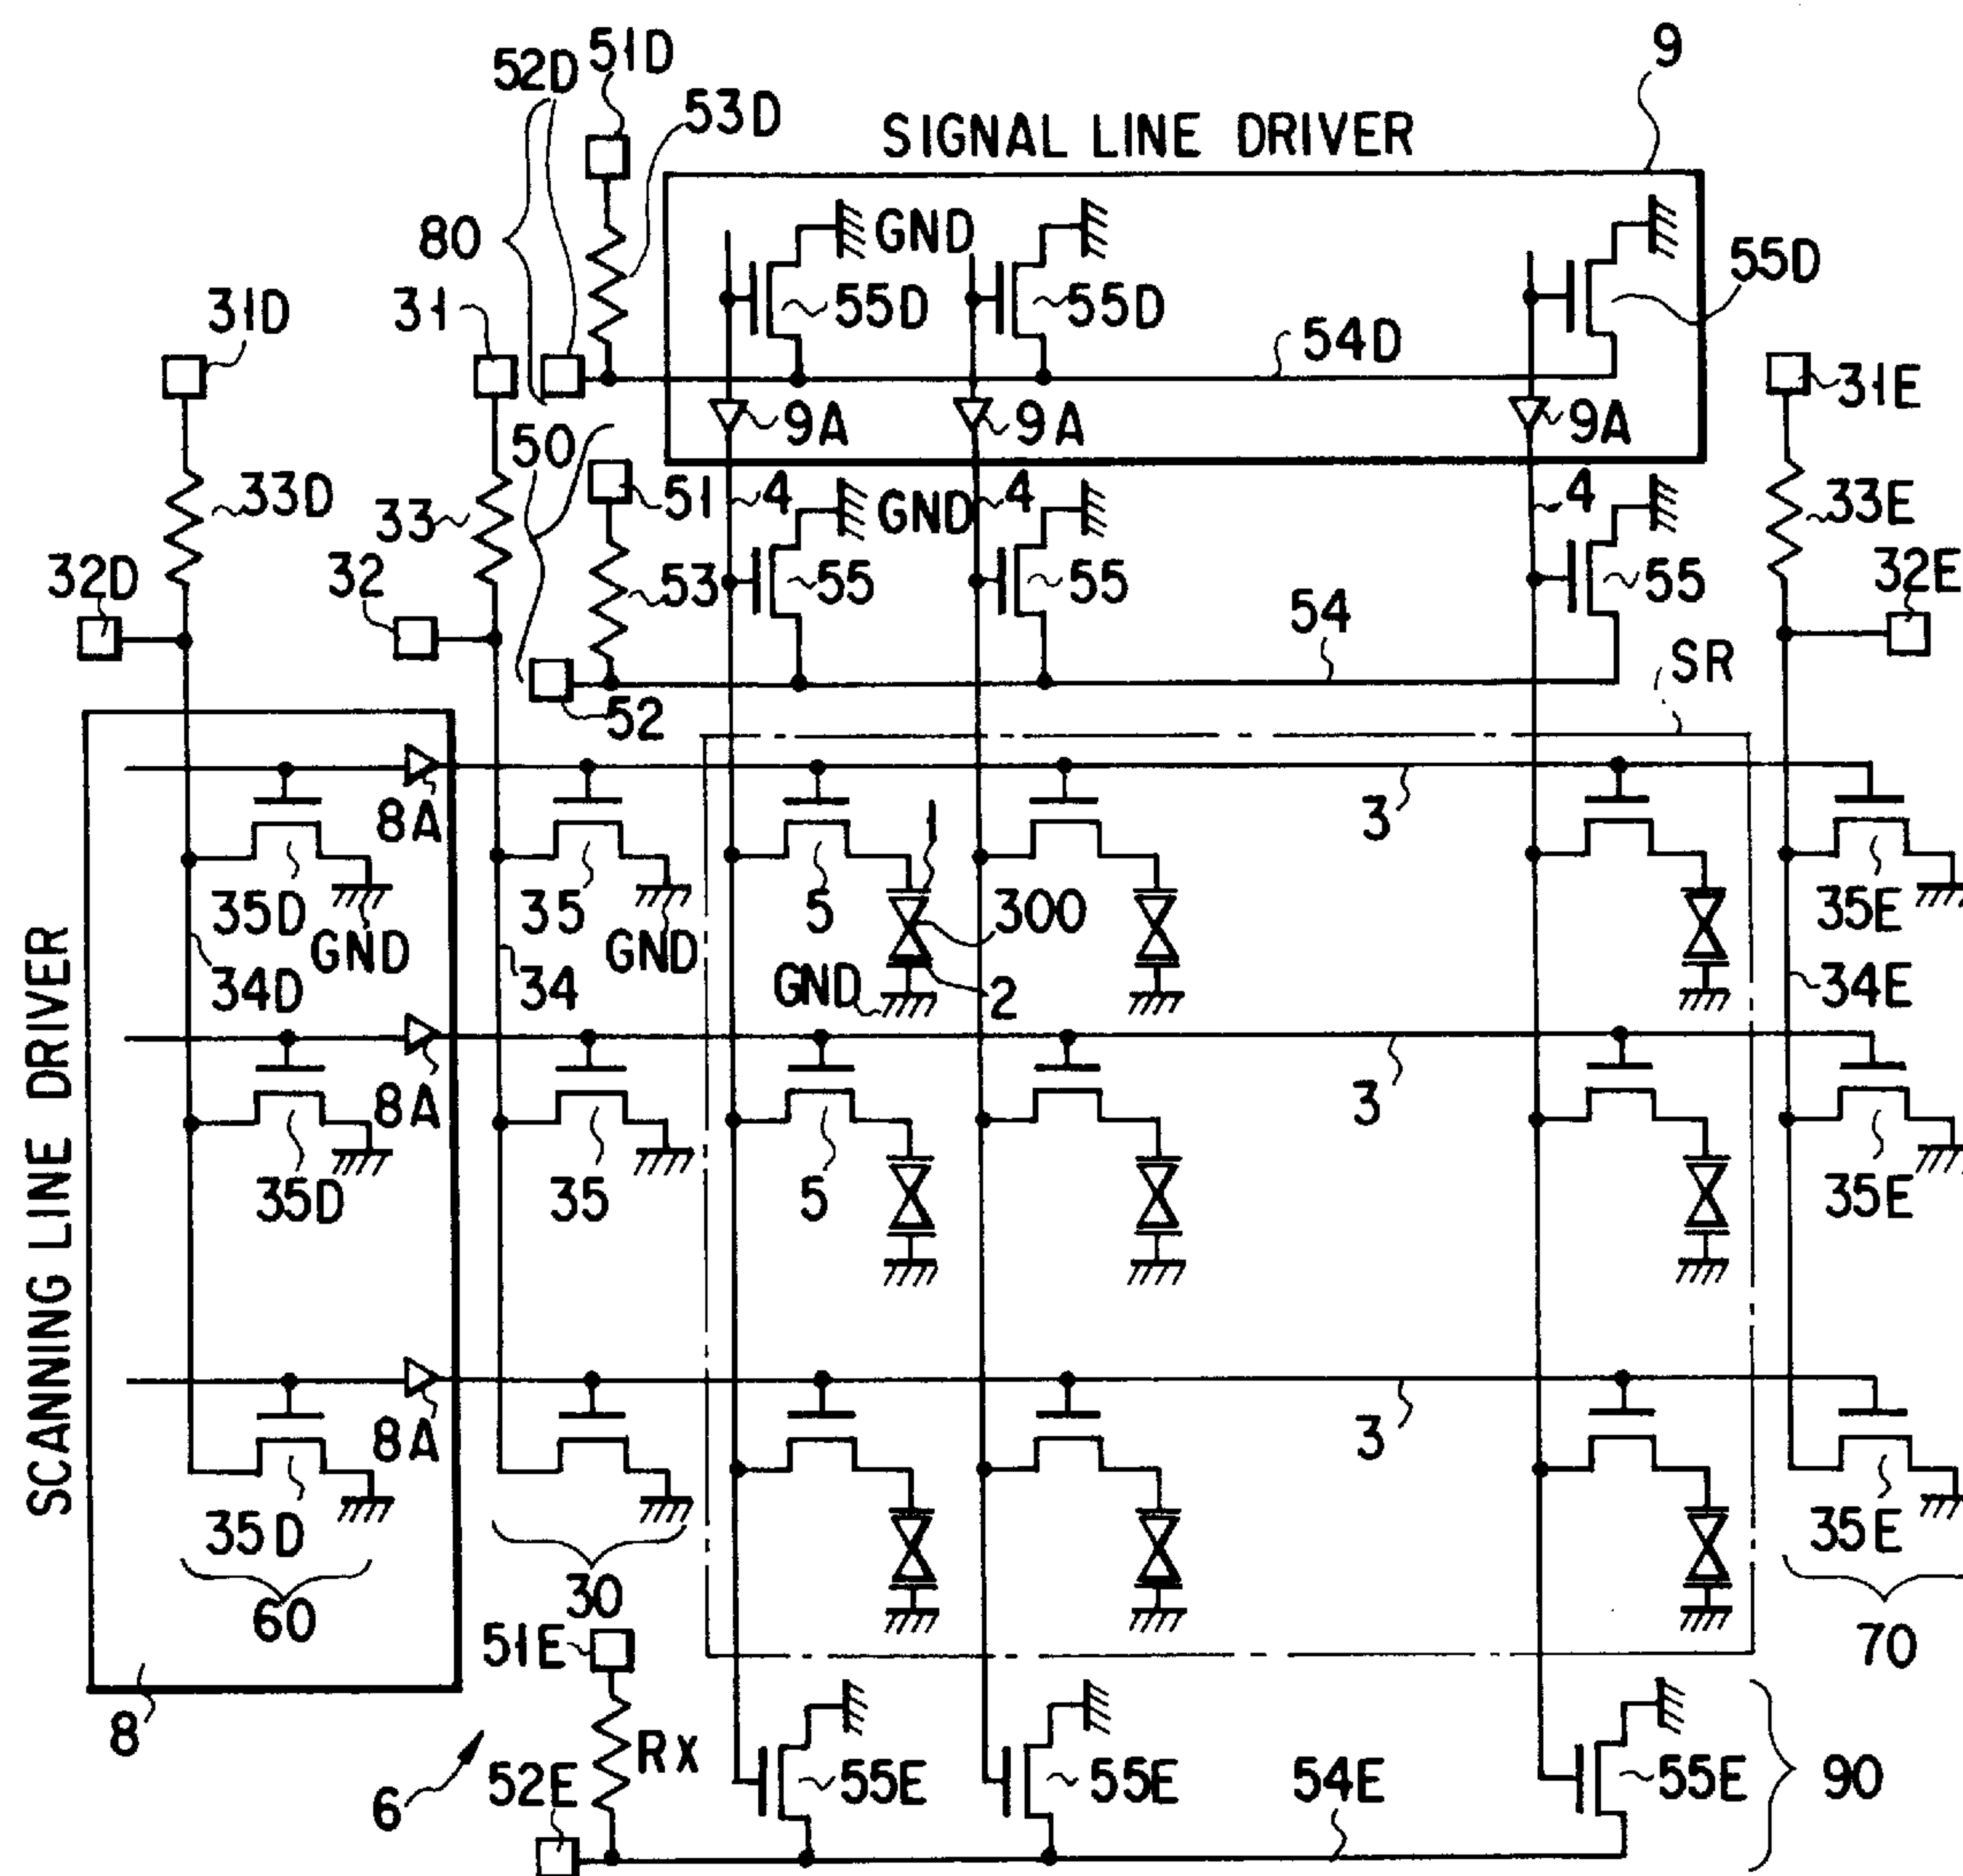 9
51D
52D
53D
SIGNAL LINE DRIVER
80
GND
55D
55D
55D
31D
31
54D
31E
9A
9A
9A
50
33D
33
51
4
GND
4
4
33E
32D
32
53
55
55
55
32E
54
SR
52
8A
3
1
35D
GND
35
GND
5
300
35E
34D
34
GND
2
34E
8A
3
35D
35
5
35E
SCANNING LINE DRIVER
8A
3
35D
35E
60
30
51E
70
8
RX
52E
6
55E
55E
55E
90
54E